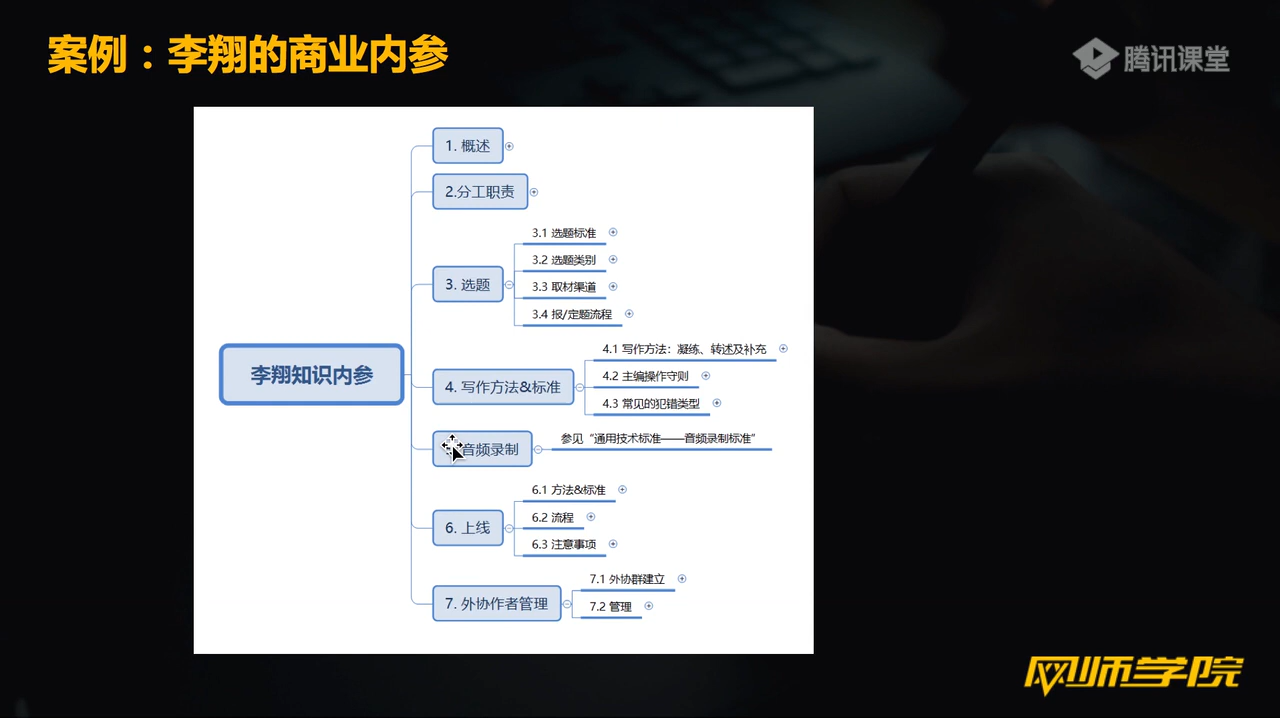 案例：李翔的商业内参
腾讯课堂
李翔知识内参
1. 概述
2.分工职责
3. 选题
3.1 选题标准
3.2 选题类别
3.3 取材渠道
3.4 报/定题流程
4. 写作方法&标准
4.1 写作方法：凝练、转述及补充
4.2 主编操作守则
4.3 常见的犯错类型
音频录制
参见“通用技术标准——音频录制标准”
6. 上线
6.1 方法&标准
6.2 流程
6.3 注意事项
7. 外协作者管理
7.1 外协群建立
7.2 管理
网师学院